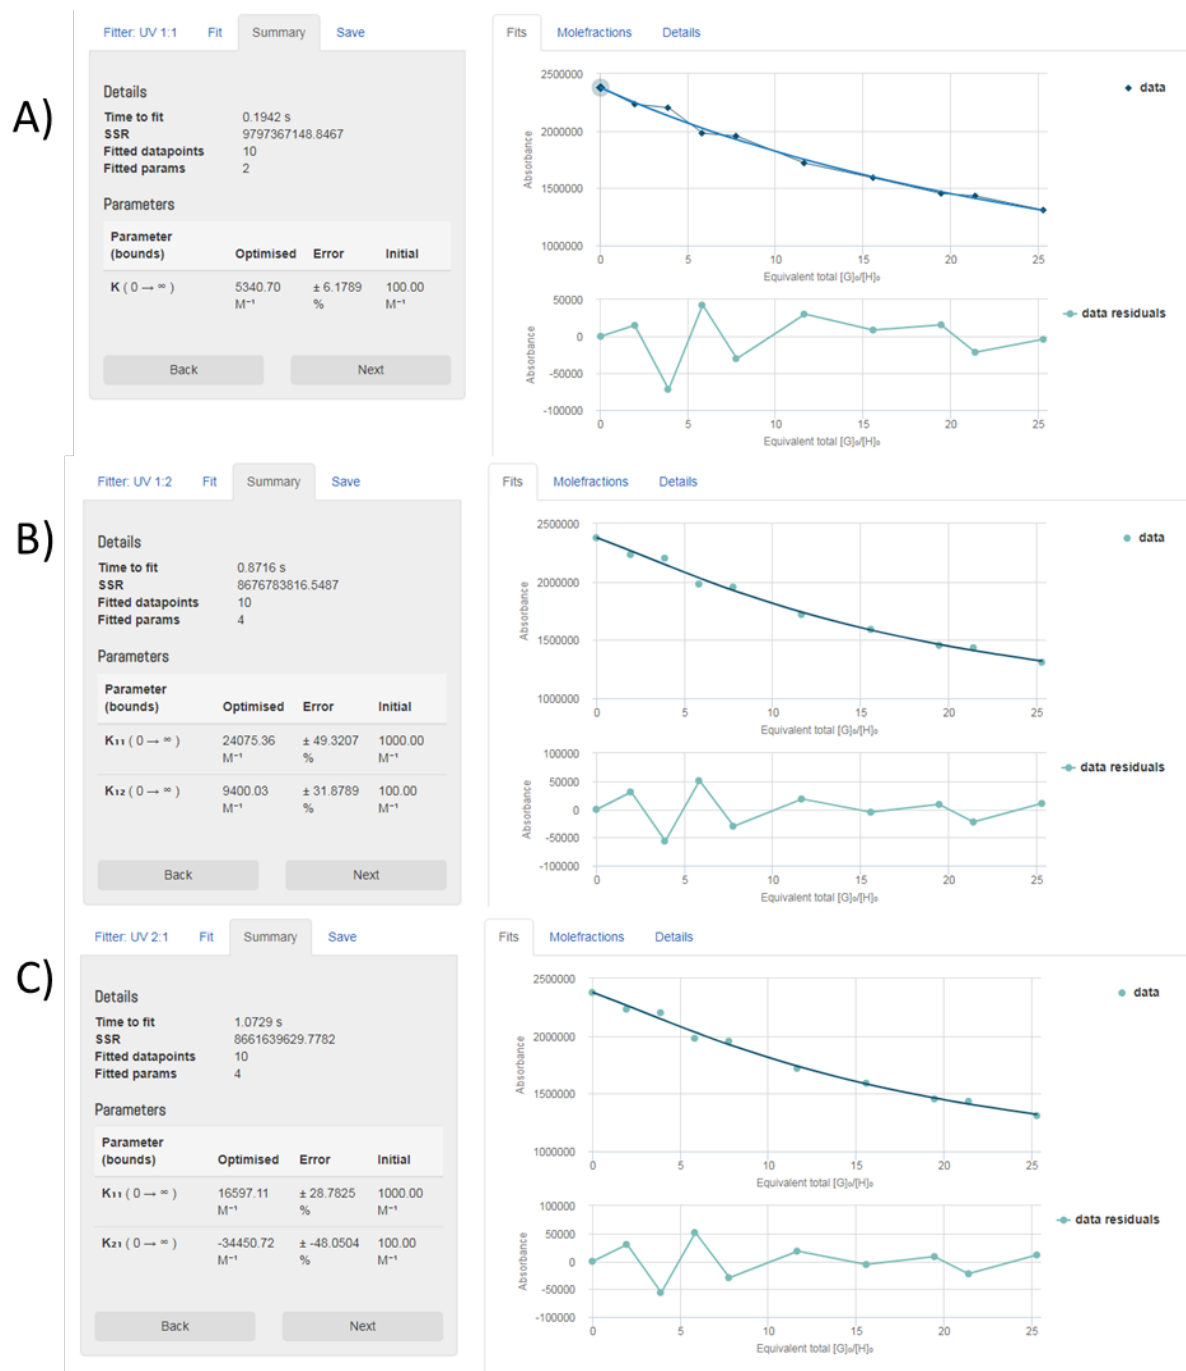 A)
Fitter: UV 1:1 Fit Summary Save
Details
Time to fit 0.1942 s
SSR 9797367148.8467
Fitted datapoints 10
Fitted params 2
Parameters
Parameter (bounds) Optimised Error Initial
K ( 0 → ∞ ) 5340.70 M⁻¹ ± 6.1789 % 100.00 M⁻¹
Back Next
Fits Molefractions Details
2500000
2000000
1500000
1000000
Absorbance
0 5 10 15 20 25
Equivalent total [G]₀/[H]₀
data
50000
0
-50000
-100000
Absorbance
0 5 10 15 20 25
Equivalent total [G]₀/[H]₀
data residuals
B)
Fitter: UV 1:2 Fit Summary Save
Details
Time to fit 0.8716 s
SSR 8676783816.5487
Fitted datapoints 10
Fitted params 4
Parameters
Parameter (bounds) Optimised Error Initial
K₁₁ ( 0 → ∞ ) 24075.36 M⁻¹ ± 49.3207 % 1000.00 M⁻¹
K₁₂ ( 0 → ∞ ) 9400.03 M⁻¹ ± 31.8789 % 100.00 M⁻¹
Back Next
Fits Molefractions Details
2500000
2000000
1500000
1000000
Absorbance
0 5 10 15 20 25
Equivalent total [G]₀/[H]₀
data
100000
50000
0
-50000
-100000
Absorbance
0 5 10 15 20 25
Equivalent total [G]₀/[H]₀
data residuals
C)
Fitter: UV 2:1 Fit Summary Save
Details
Time to fit 1.0729 s
SSR 8661639629.7782
Fitted datapoints 10
Fitted params 4
Parameters
Parameter (bounds) Optimised Error Initial
K₁₁ ( 0 → ∞ ) 16597.11 M⁻¹ ± 28.7825 % 1000.00 M⁻¹
K₂₁ ( 0 → ∞ ) -34450.72 M⁻¹ ± -48.0504 % 100.00 M⁻¹
Back Next
Fits Molefractions Details
2500000
2000000
1500000
1000000
Absorbance
0 5 10 15 20 25
Equivalent total [G]₀/[H]₀
data
100000
50000
0
-50000
-100000
Absorbance
0 5 10 15 20 25
Equivalent total [G]₀/[H]₀
data residuals